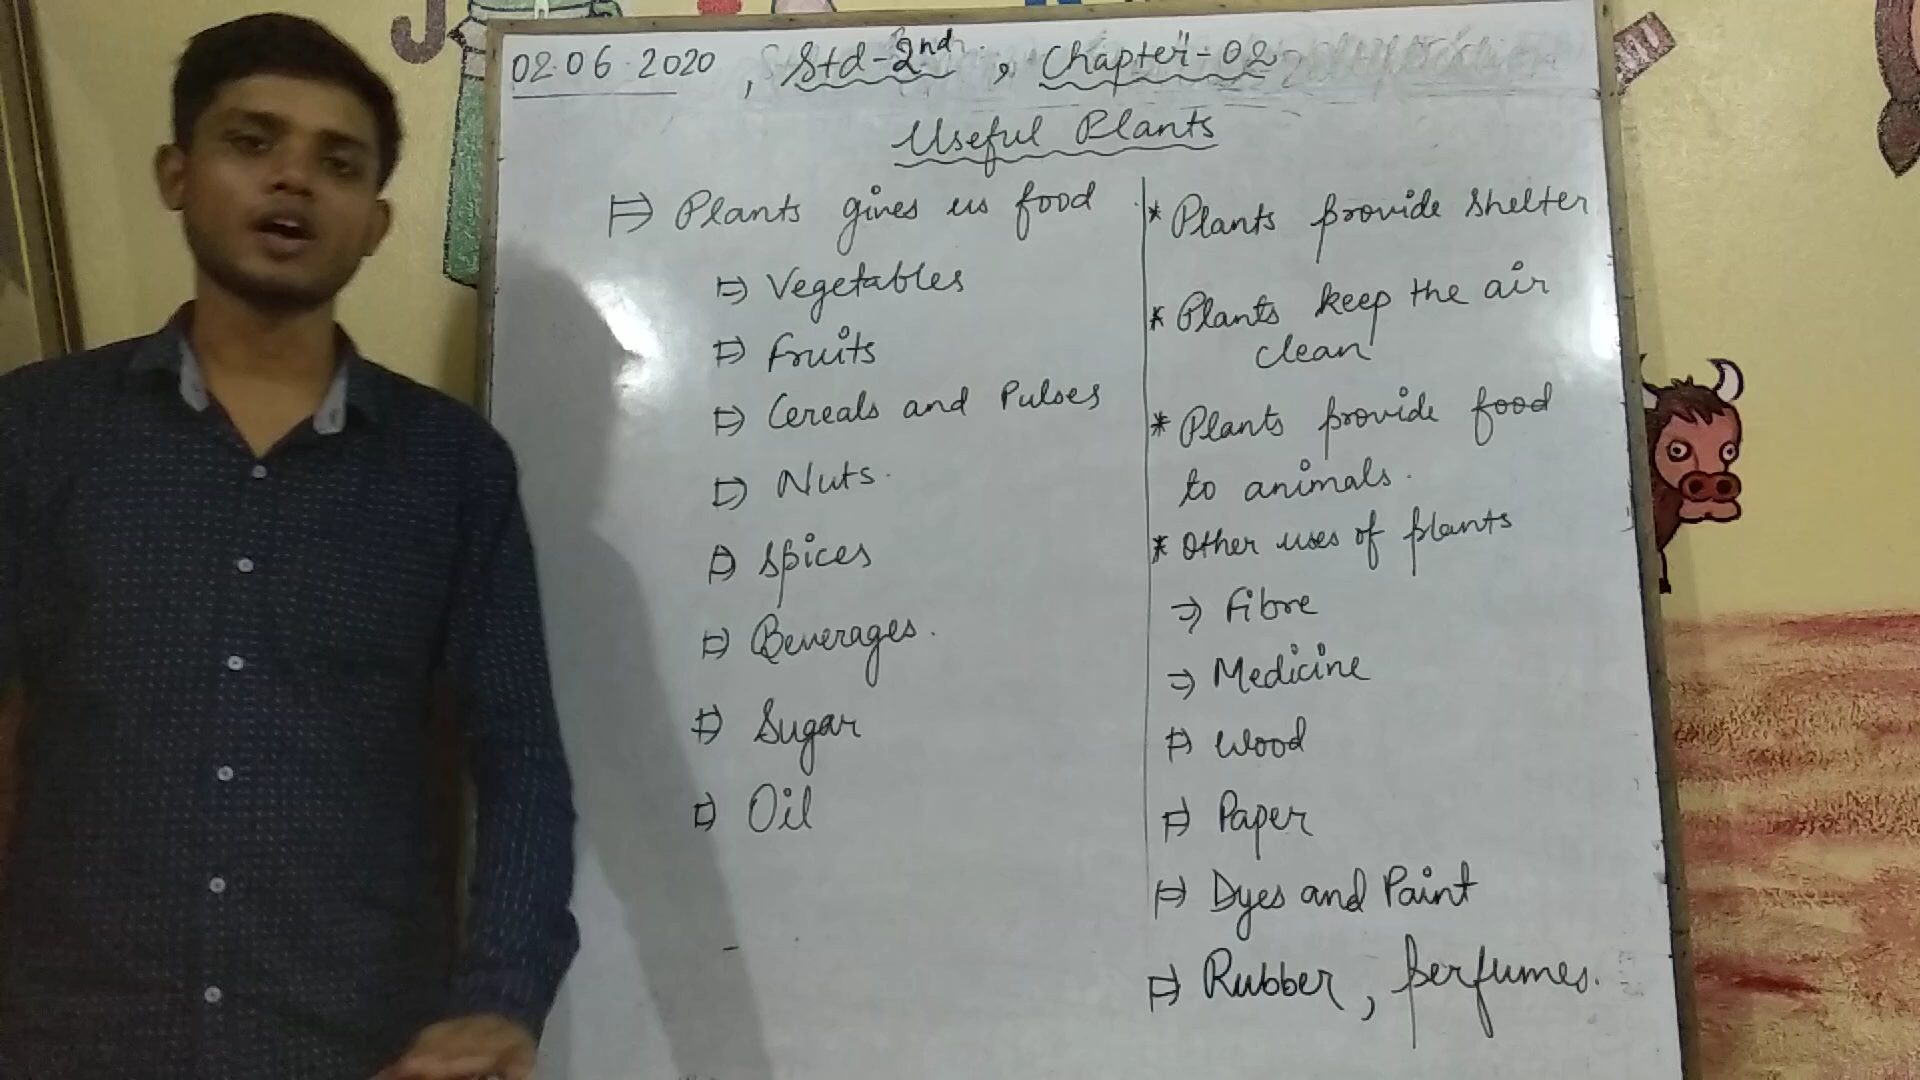 02.06.2020, Std-2nd, Chapter-02
Useful Plants
⇒ Plants gives us food
⇒ Vegetables
⇒ Fruits
⇒ Cereals and Pulses
⇒ Nuts.
⇒ Spices
⇒ Beverages.
⇒ Sugar
⇒ Oil
* Plants provide shelter
* Plants keep the air
clean
* Plants provide food
to animals.
* Other uses of plants
⇒ Fibre
⇒ Medicine
⇒ Wood
⇒ Paper
⇒ Dyes and Paint
⇒ Rubber, perfumes.